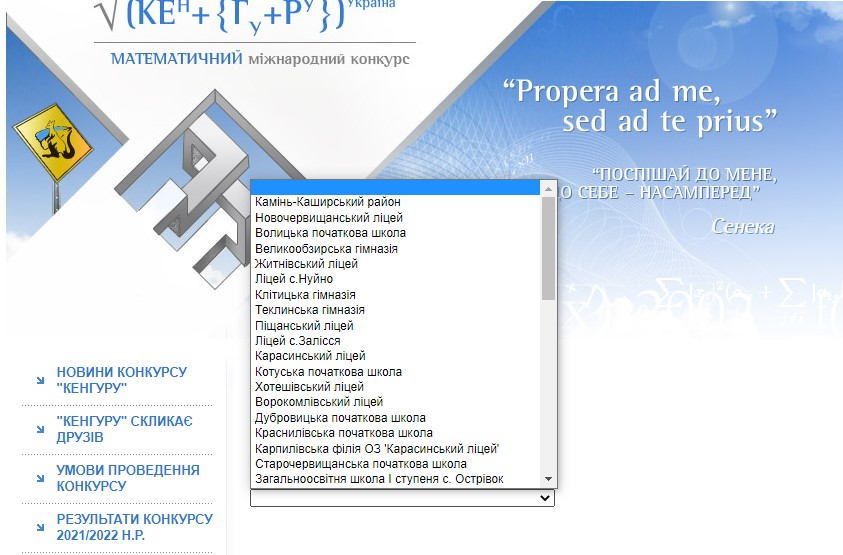 √(КЕН+{Гу+РУ})Україна
МАТЕМАТИЧНИЙ міжнародний конкурс
“Propera ad me,
sed ad te prius”
“ПОСПІШАЙ ДО МЕНЕ,
ДО СЕБЕ – НАСАМПЕРЕД”
Сенека
Камінь-Каширський район
Новочервищанський ліцей
Волицька початкова школа
Великообзирська гімназія
Житнівський ліцей
Ліцей с.Нуйно
Клітицька гімназія
Теклинська гімназія
Піщанський ліцей
Ліцей с.Залісся
Карасинський ліцей
Котуська початкова школа
Хотешівський ліцей
Ворокомлівський ліцей
Дубровицька початкова школа
Краснилівська початкова школа
Карпилівська філія ОЗ 'Карасинський ліцей'
Старочервищанська початкова школа
Загальноосвітня школа І ступеня с. Острівок
НОВИНИ КОНКУРСУ
"КЕНГУРУ"
"КЕНГУРУ" СКЛИКАЄ
ДРУЗІВ
УМОВИ ПРОВЕДЕННЯ
КОНКУРСУ
РЕЗУЛЬТАТИ КОНКУРСУ
2021/2022 Н.Р.